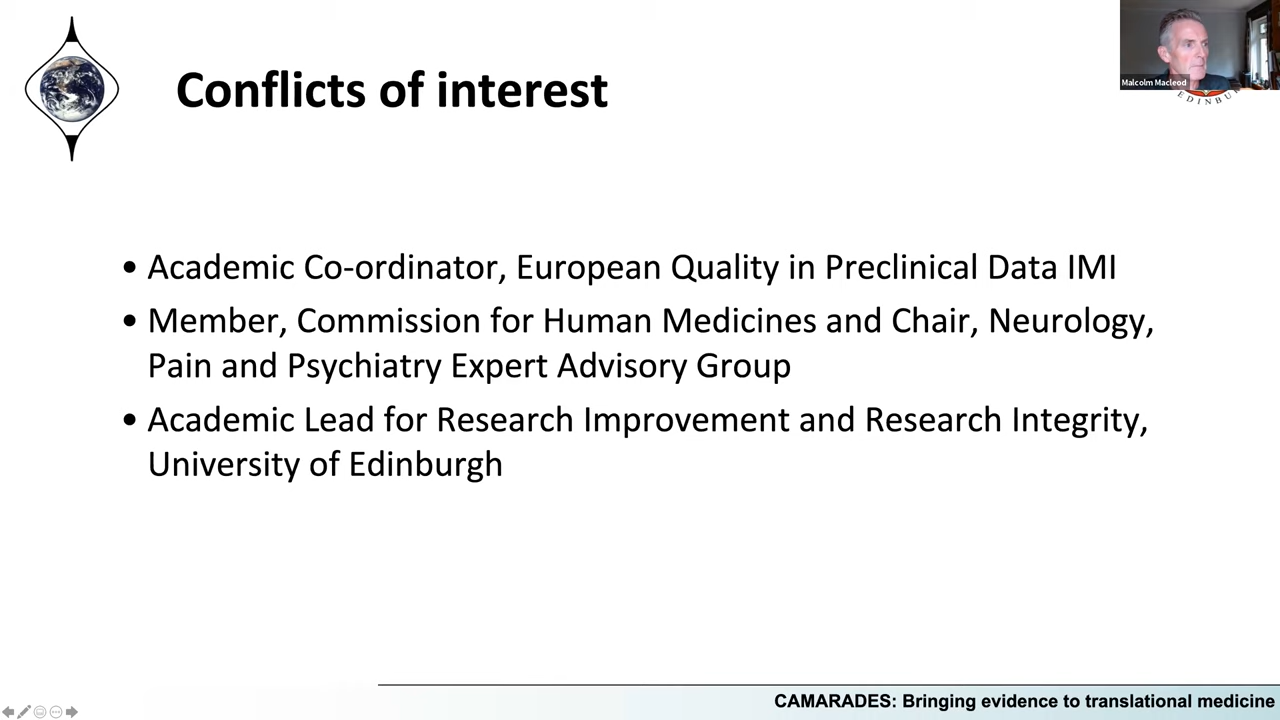 Conflicts of interest
Malcolm Macleod
• Academic Co-ordinator, European Quality in Preclinical Data IMI
• Member, Commission for Human Medicines and Chair, Neurology,
Pain and Psychiatry Expert Advisory Group
• Academic Lead for Research Improvement and Research Integrity,
University of Edinburgh
CAMARADES: Bringing evidence to translational medicine